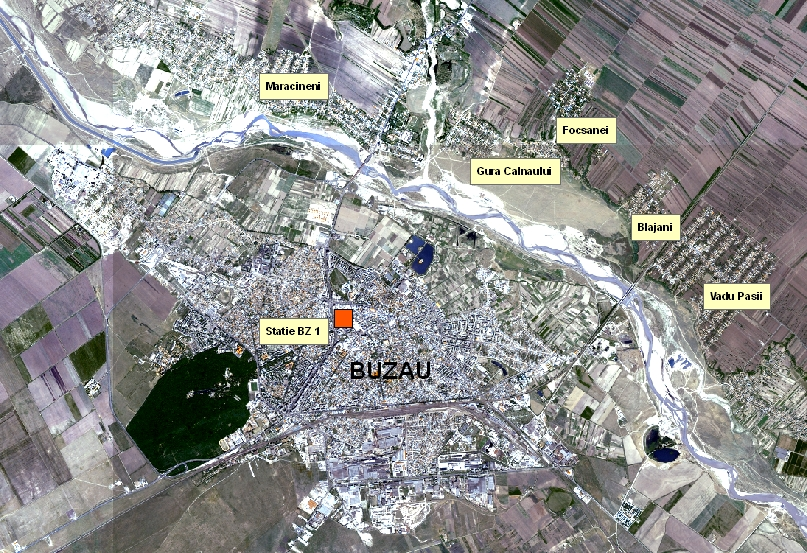 Maracineni
Focsanei
Gura Calnaului
Blajani
Vadu Pasii
Statie BZ 1
BUZAU